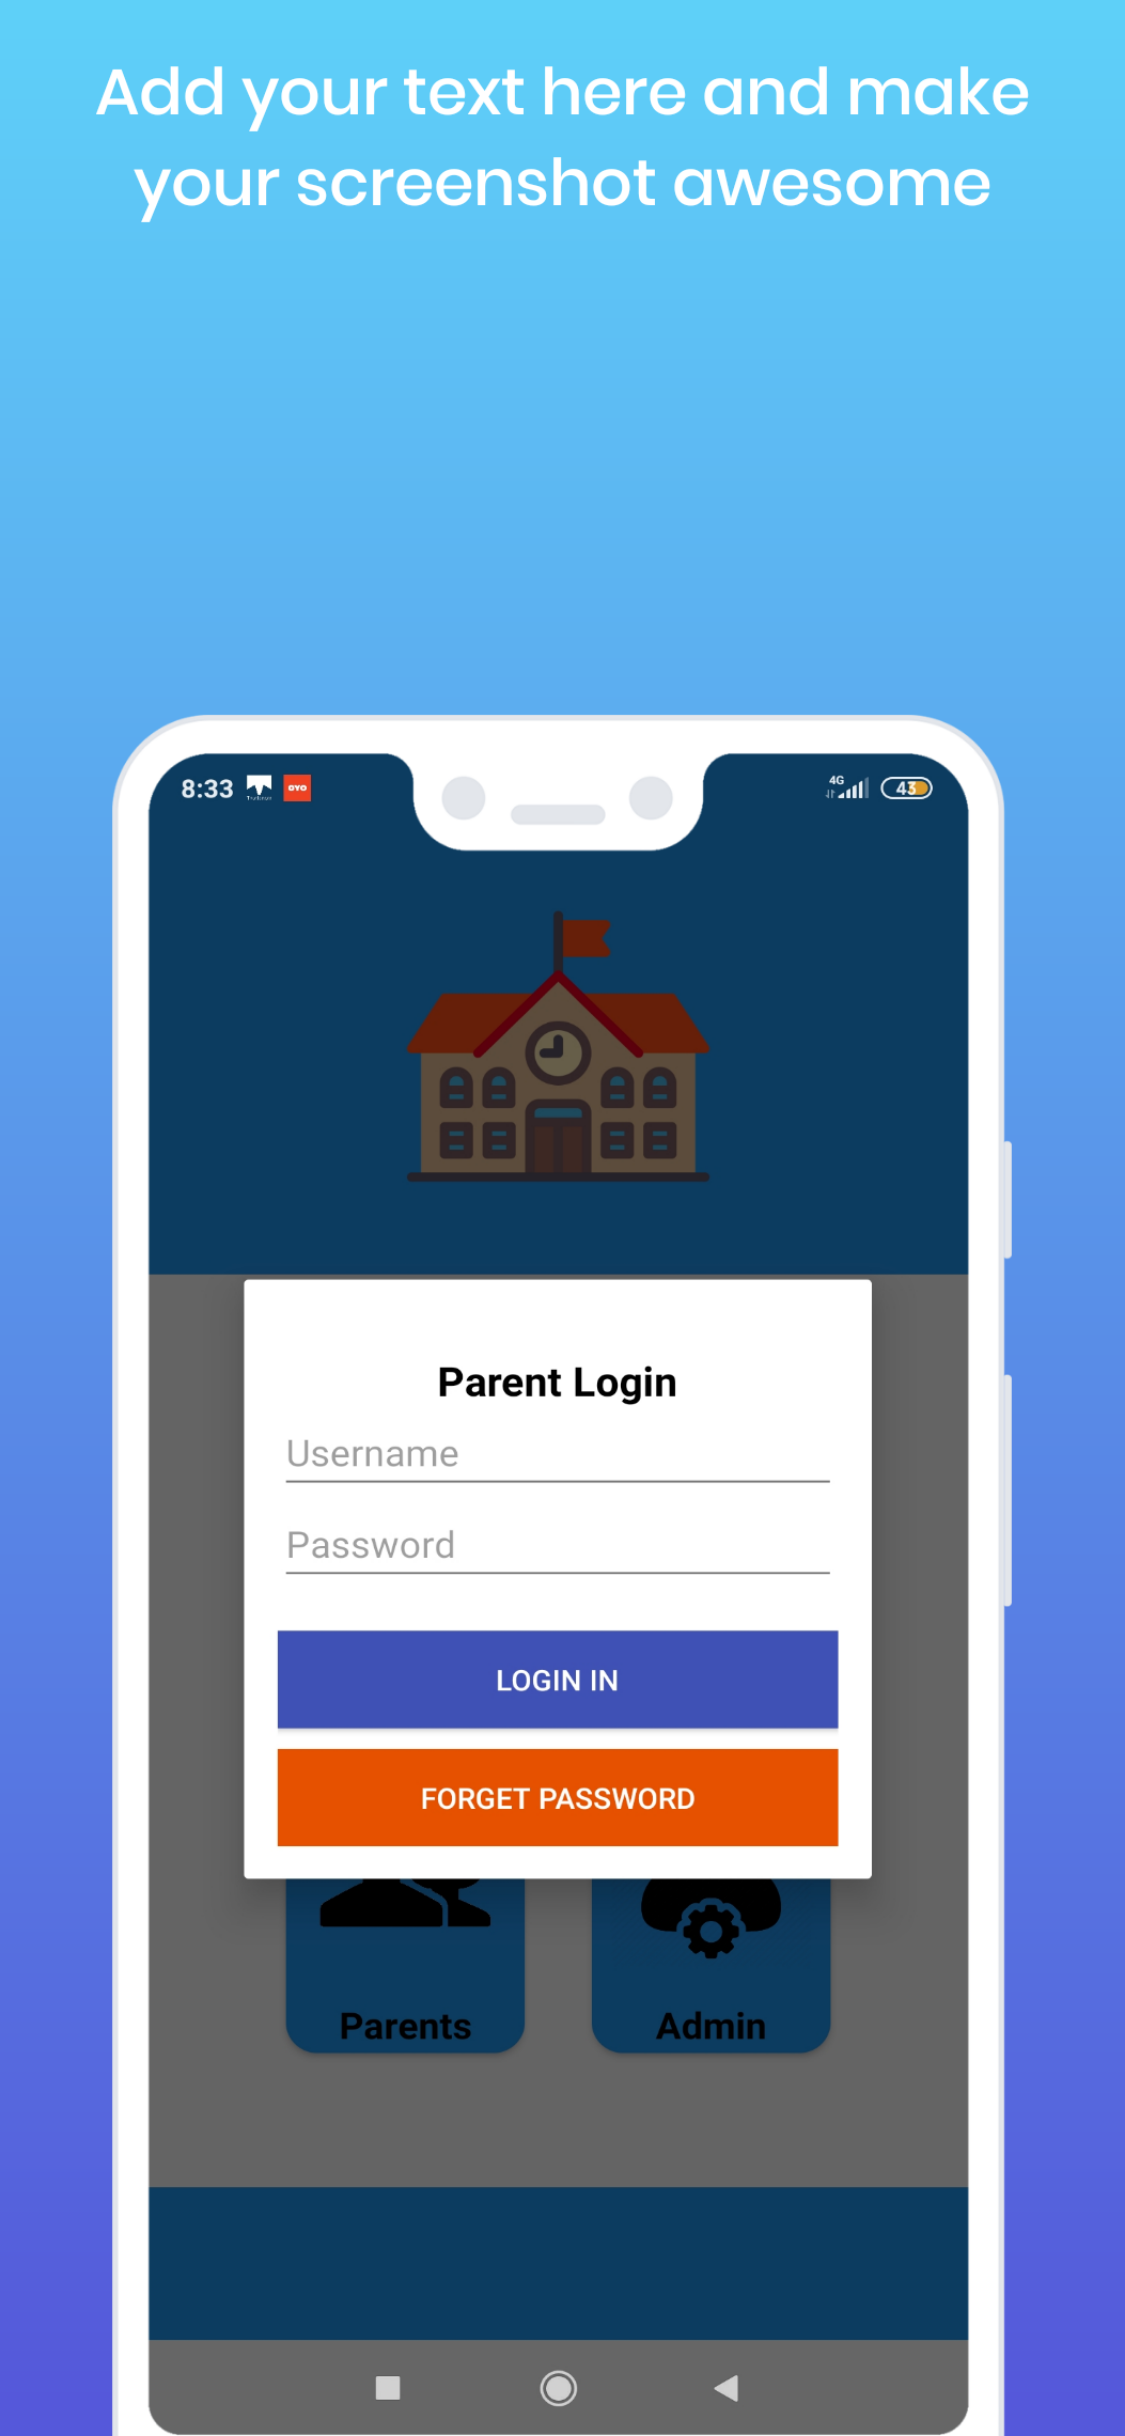 Add your text here and make
your screenshot awesome
8:33
OYO
4G
43
Parent Login
Username
Password
LOGIN IN
FORGET PASSWORD
Parents
Admin